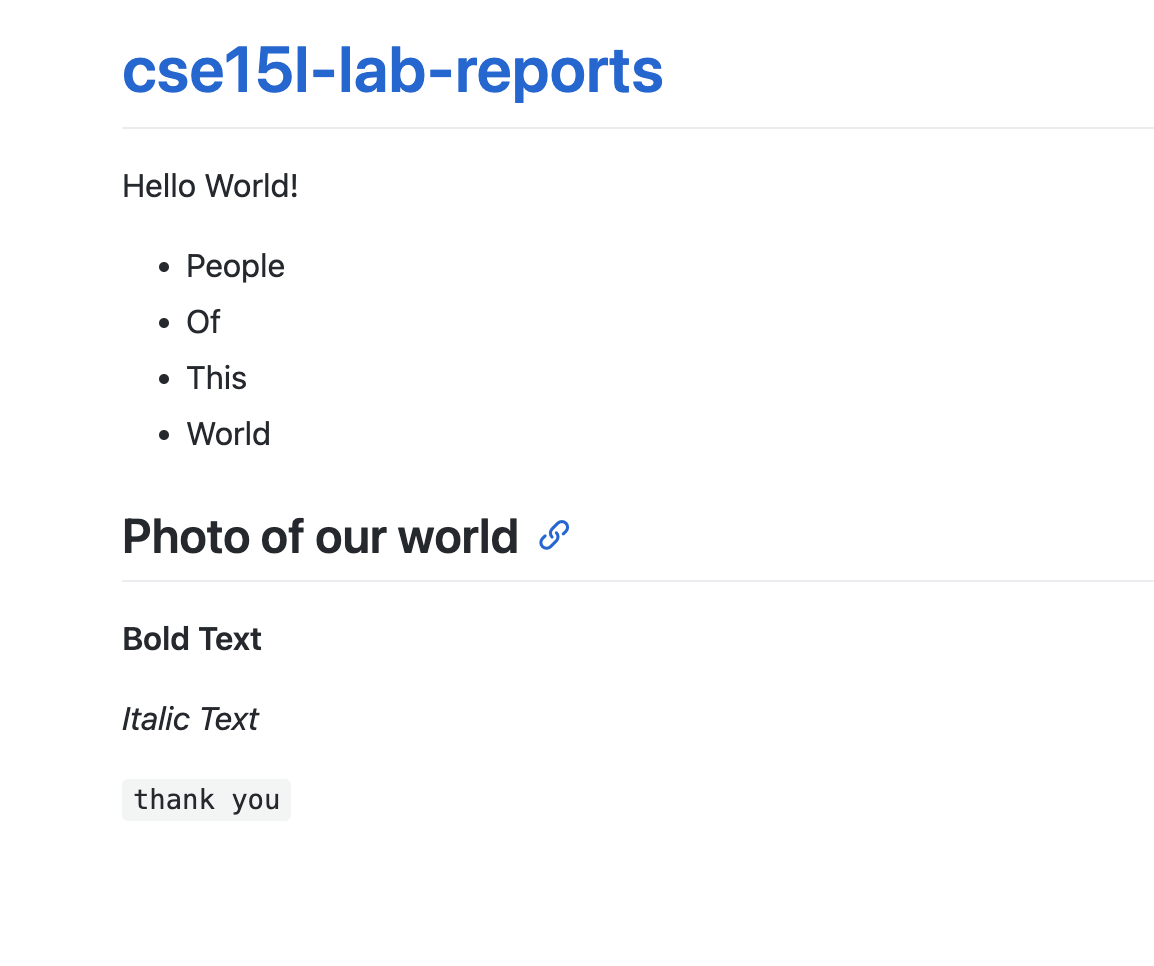 cse15l-lab-reports
Hello World!
People
Of
This
World
Photo of our world
Bold Text
Italic Text
thank you